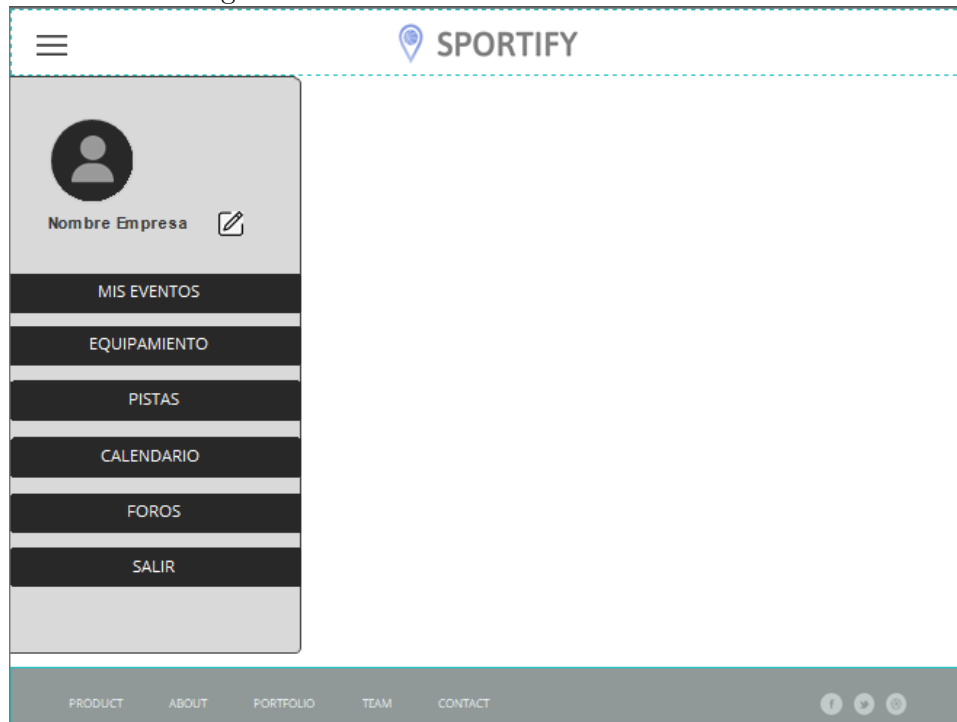 SPORTIFY
Nombre Empresa
MIS EVENTOS
EQUIPAMIENTO
PISTAS
CALENDARIO
FOROS
SALIR
PRODUCT ABOUT PORTFOLIO TEAM CONTACT